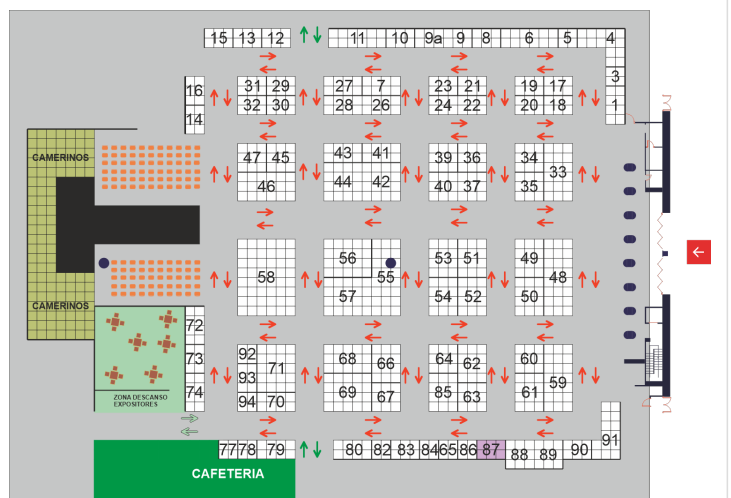 15 13 12 11 10 9a 9 8 6 5 4
3
16 31 29 27 7 23 21 19 17
14 32 30 28 26 24 22 20 18 1
CAMERINOS
47 45 43 41 39 36 34 33
46 44 42 40 37 35
56 53 51 49
58 55 48
57 54 52 50
CAMERINOS
72
73
74
92 71 68 66 64 62 60
93 59
94 70 69 67 85 63 61
ZONA DESCANSO
EXPOSITORES
77 78 79 80 82 83 84 65 86 87 88 89 90 91
CAFETERIA